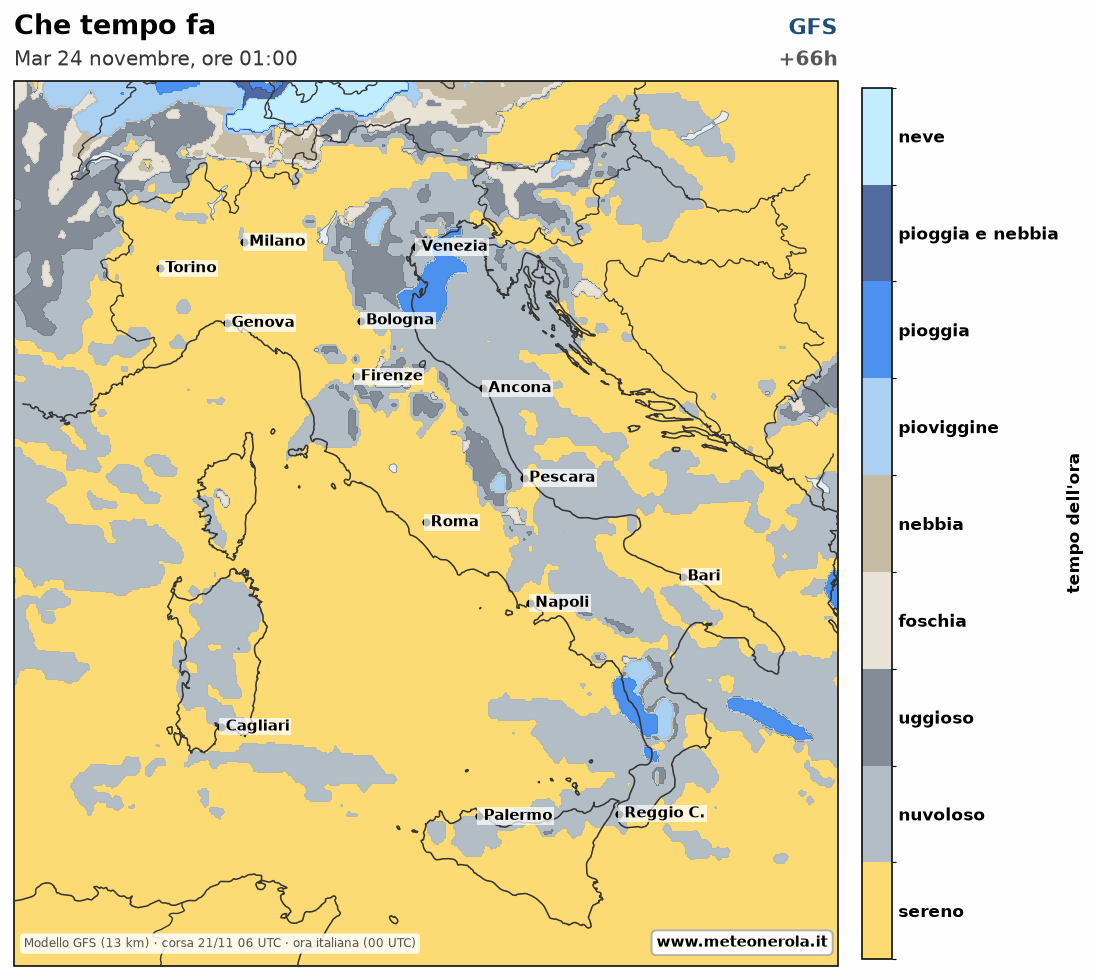 Che tempo fa
GFS
Mar 24 novembre, ore 01:00
+66h
Milano
Venezia
Torino
Genova
Bologna
Firenze
Ancona
Pescara
Roma
Bari
Napoli
Cagliari
Palermo
Reggio C.
Modello GFS (13 km) · corsa 21/11 06 UTC · ora italiana (00 UTC)
www.meteonerola.it
neve
pioggia e nebbia
pioggia
pioviggine
nebbia
foschia
uggioso
nuvoloso
sereno
tempo dell'ora